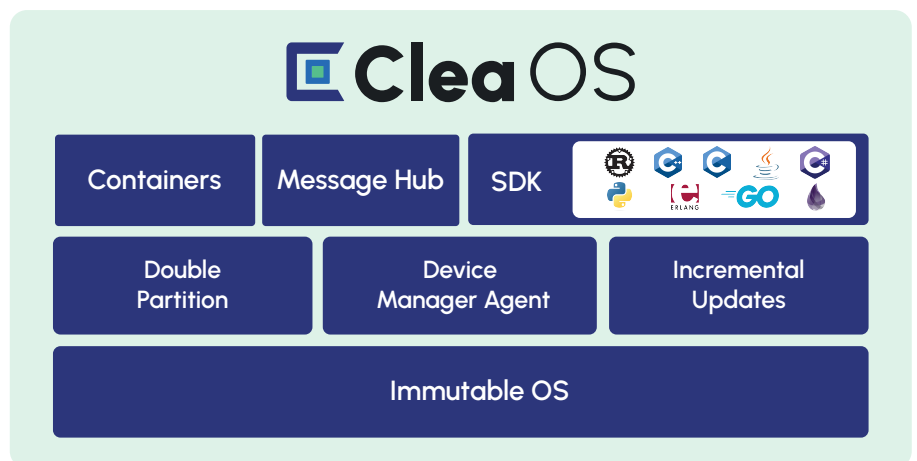 Clea OS
Containers
Message Hub
SDK
R
C++
C
C#
ERLANG
GO
Double
Partition
Device
Manager Agent
Incremental
Updates
Immutable OS